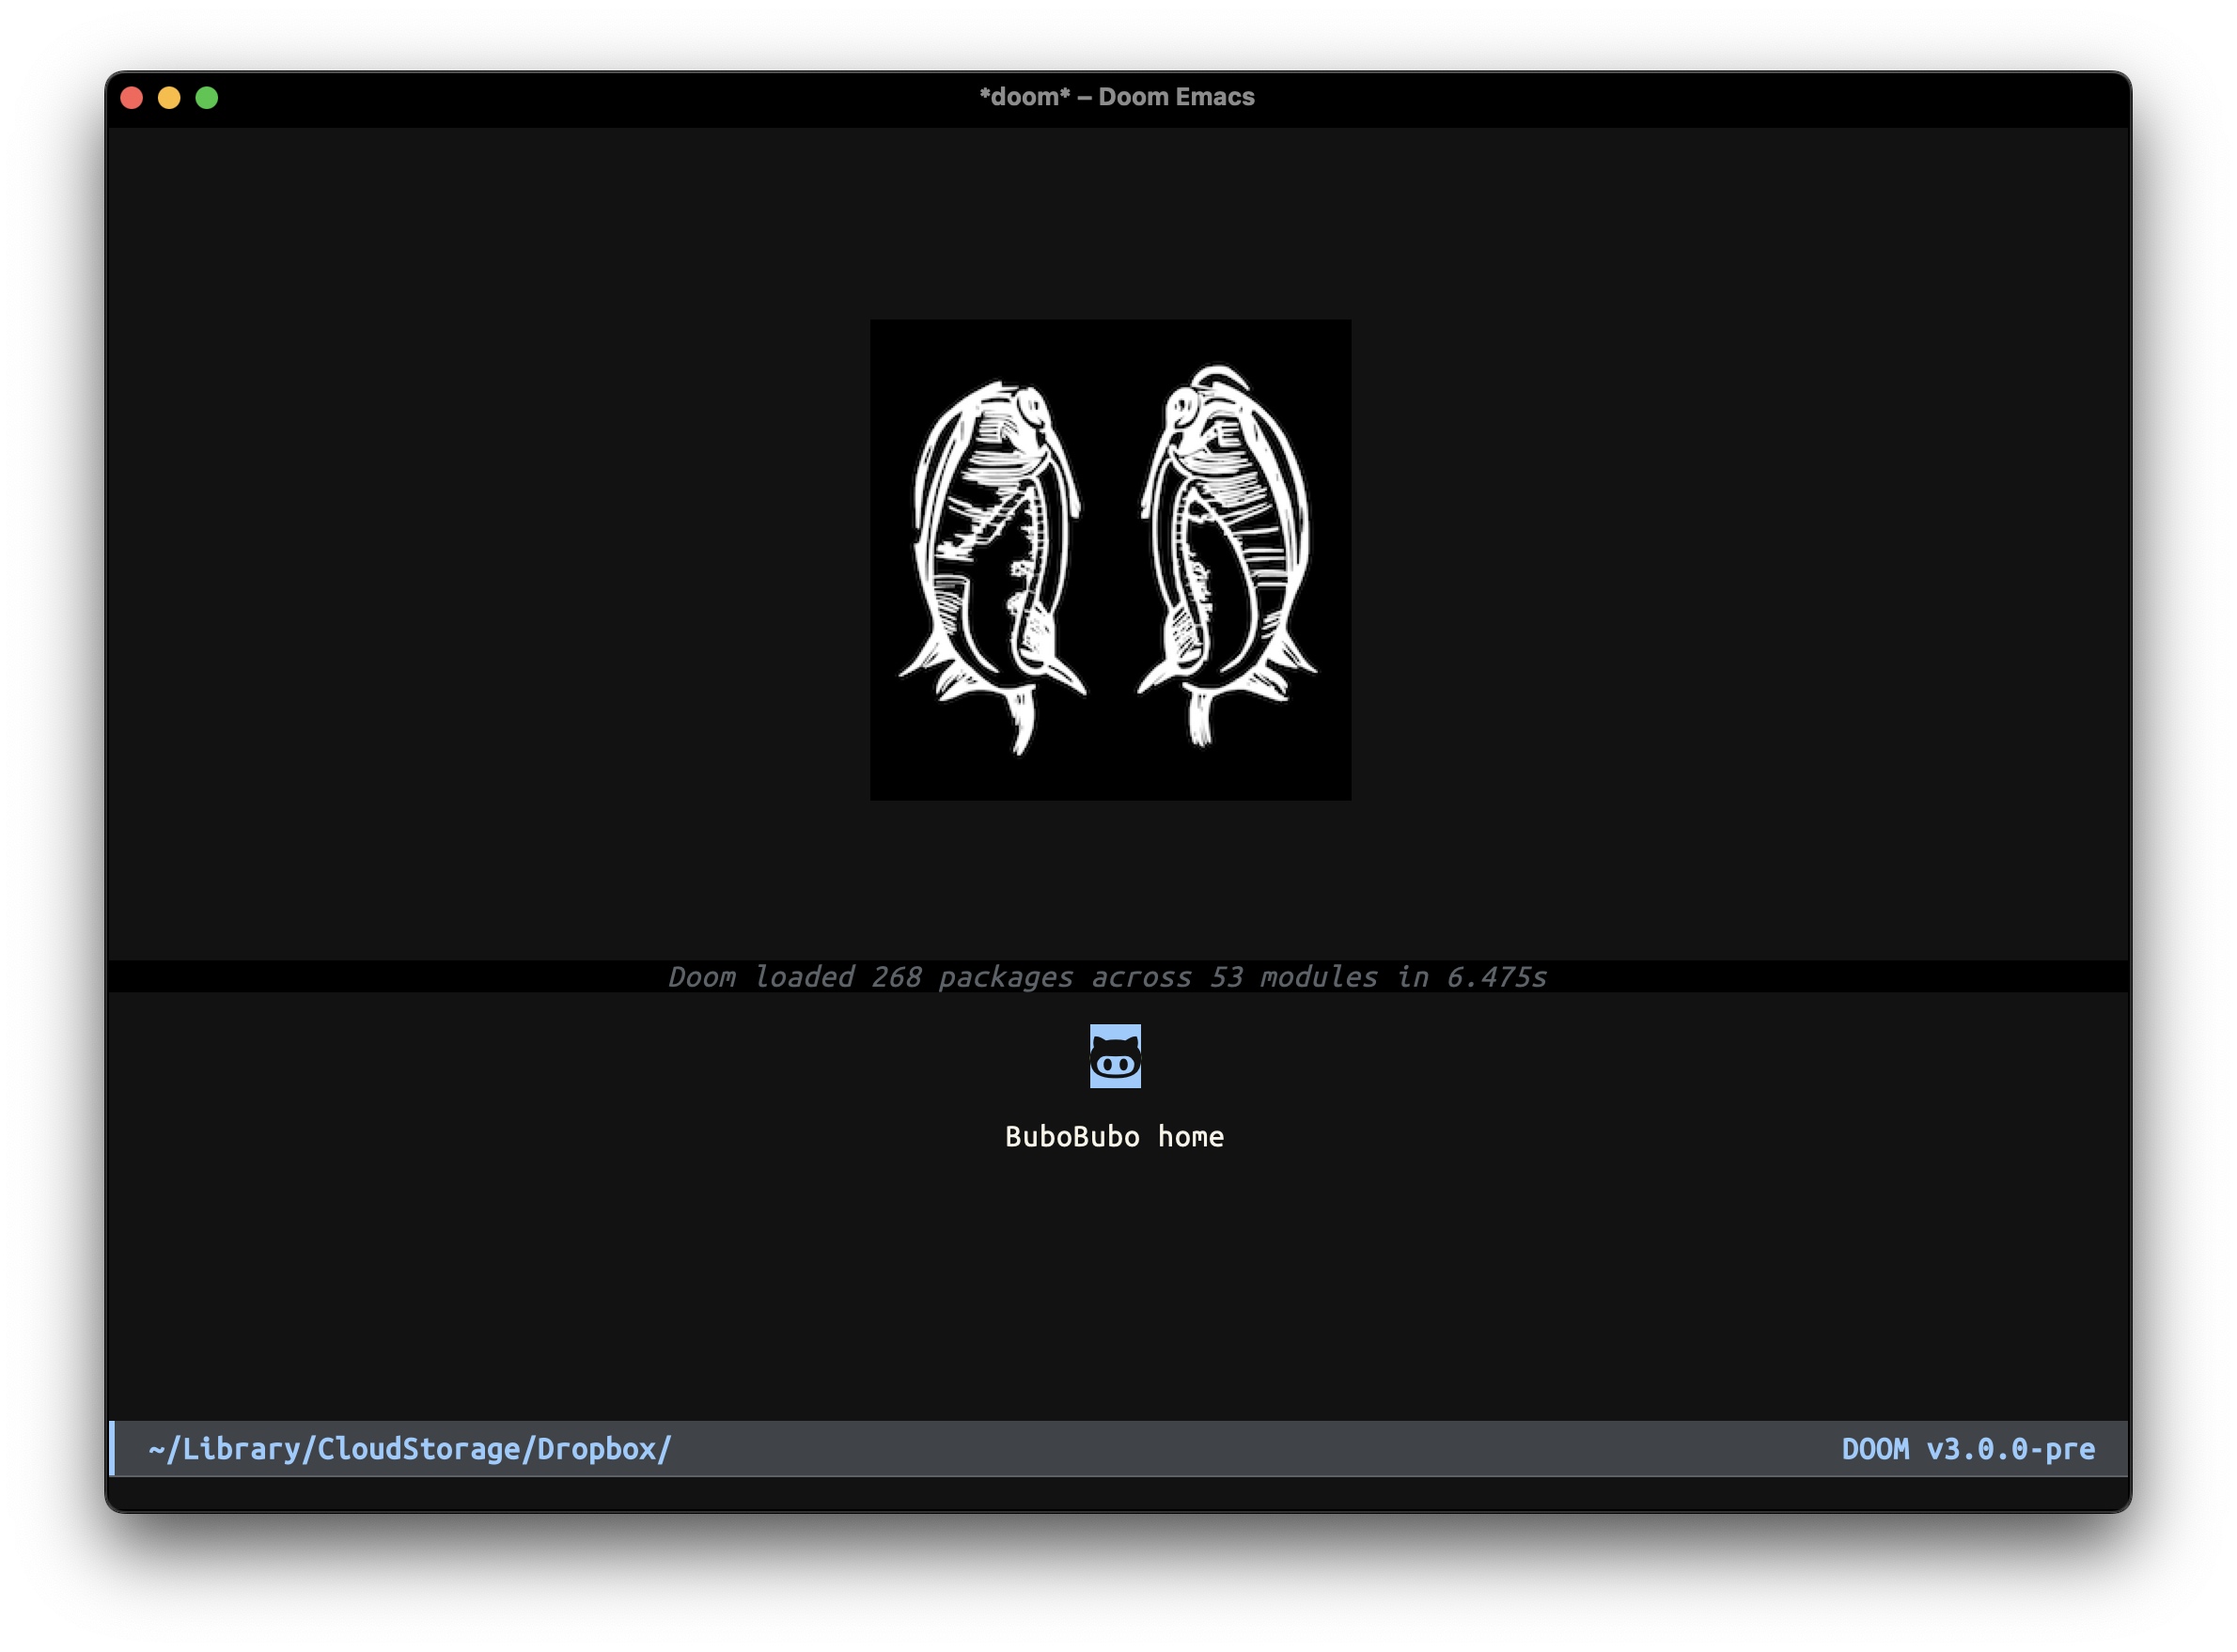 *doom* – Doom Emacs
Doom loaded 268 packages across 53 modules in 6.475s
BuboBubo home
~/Library/CloudStorage/Dropbox/
DOOM v3.0.0-pre